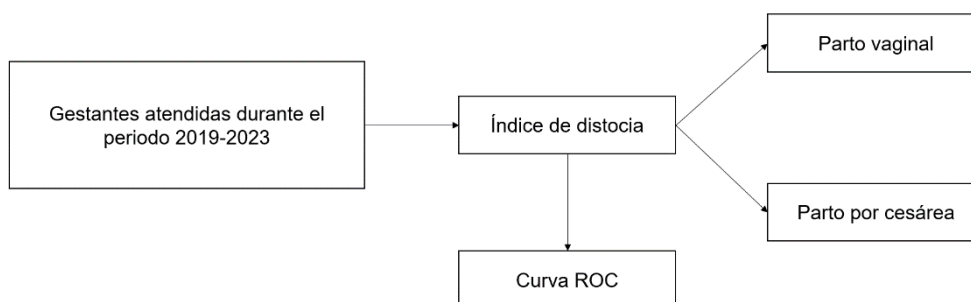 Gestantes atendidas durante el
periodo 2019-2023
Índice de distocia
Parto vaginal
Parto por cesárea
Curva ROC